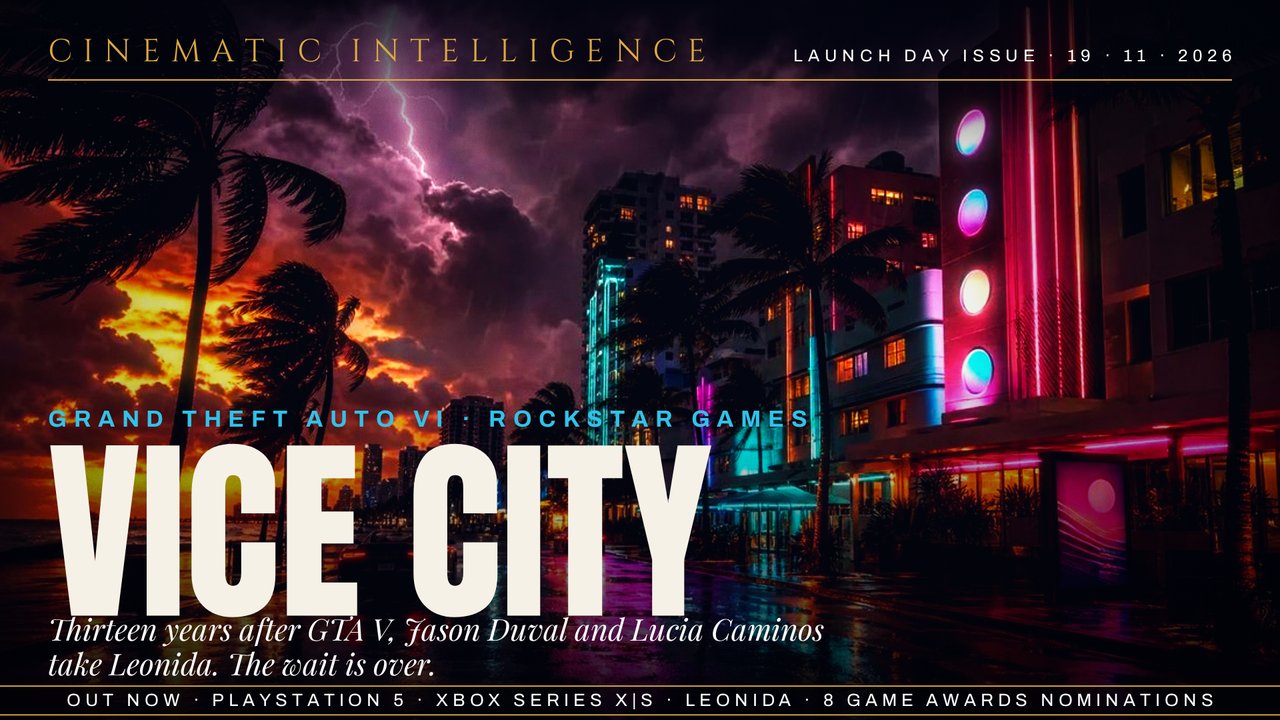 CINEMATIC INTELLIGENCE
LAUNCH DAY ISSUE · 19 · 11 · 2026
GRAND THEFT AUTO VI · ROCKSTAR GAMES
VICE CITY
Thirteen years after GTA V, Jason Duval and Lucia Caminos
take Leonida. The wait is over.
OUT NOW · PLAYSTATION 5 · XBOX SERIES X|S · LEONIDA · 8 GAME AWARDS NOMINATIONS